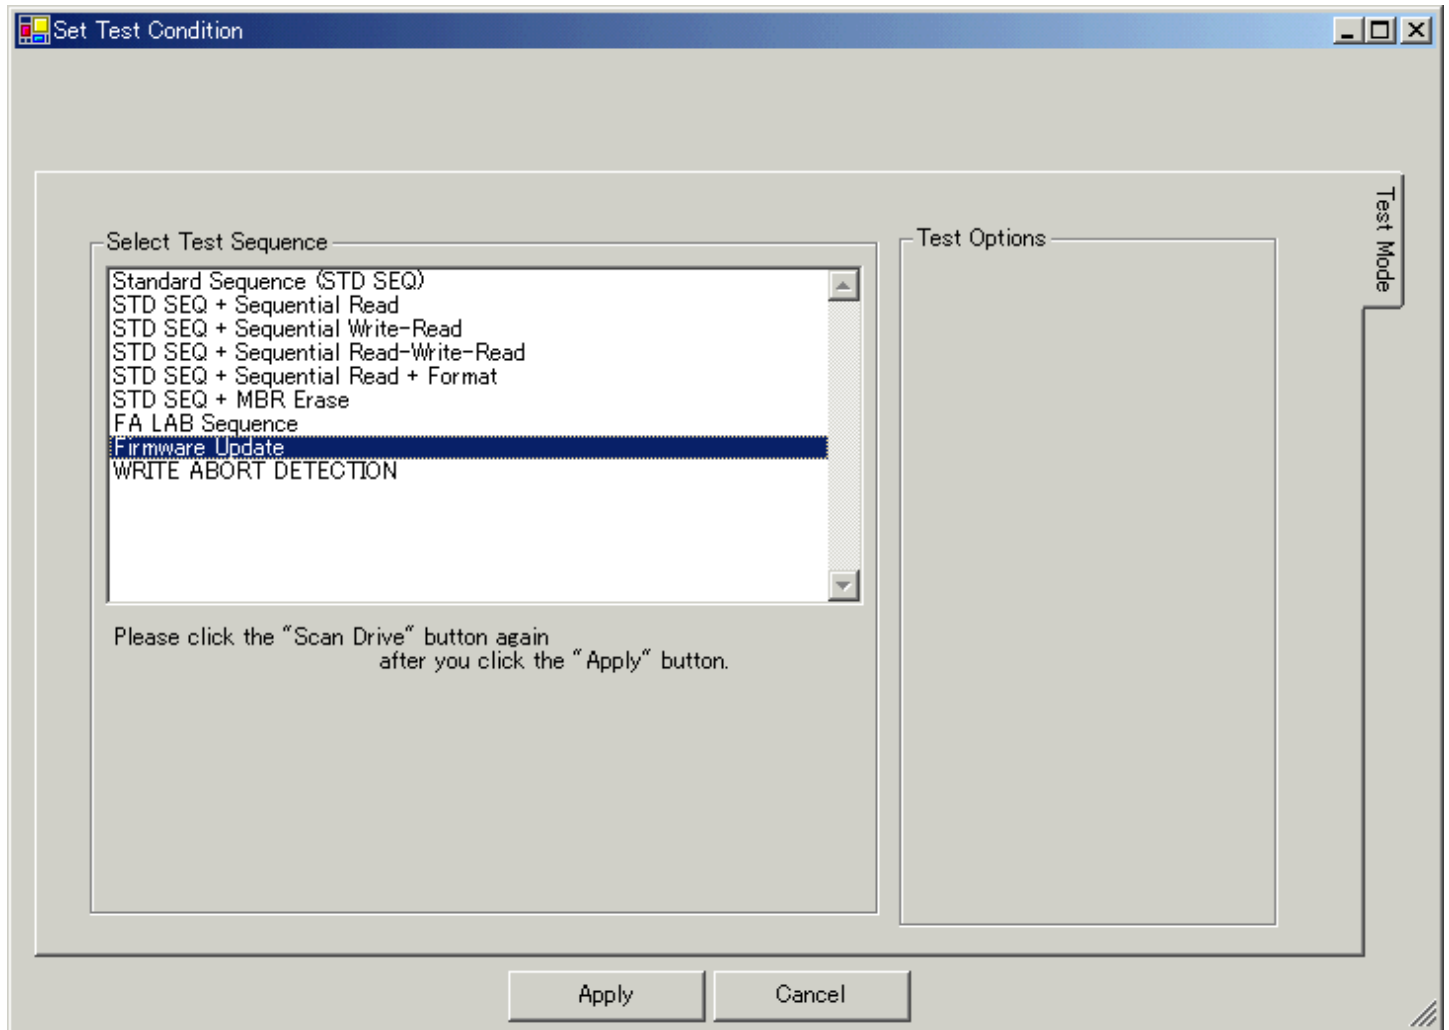 Set Test Condition
Test Mode
Select Test Sequence
Standard Sequence (STD SEQ)
STD SEQ + Sequential Read
STD SEQ + Sequential Write-Read
STD SEQ + Sequential Read-Write-Read
STD SEQ + Sequential Read + Format
STD SEQ + MBR Erase
FA LAB Sequence
Firmware Update
WRITE ABORT DETECTION
Please click the "Scan Drive" button again
after you click the "Apply" button.
Test Options
Apply
Cancel